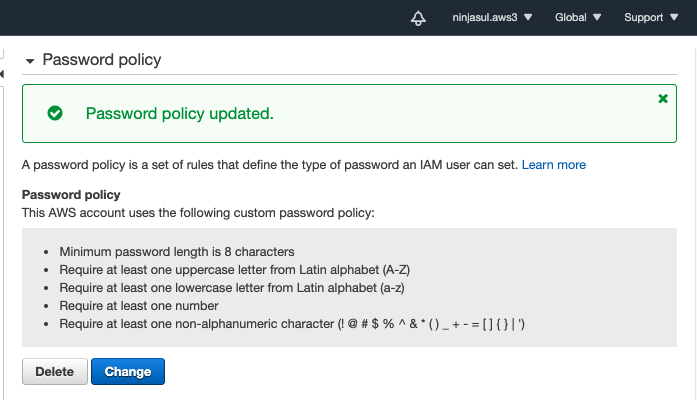 ninjasul.aws3 Global Support
Password policy
Password policy updated.
A password policy is a set of rules that define the type of password an IAM user can set. Learn more
Password policy
This AWS account uses the following custom password policy:
• Minimum password length is 8 characters
• Require at least one uppercase letter from Latin alphabet (A-Z)
• Require at least one lowercase letter from Latin alphabet (a-z)
• Require at least one number
• Require at least one non-alphanumeric character (! @ # $ % ^ & * ( ) _ + - = [ ] { } | ')
Delete Change